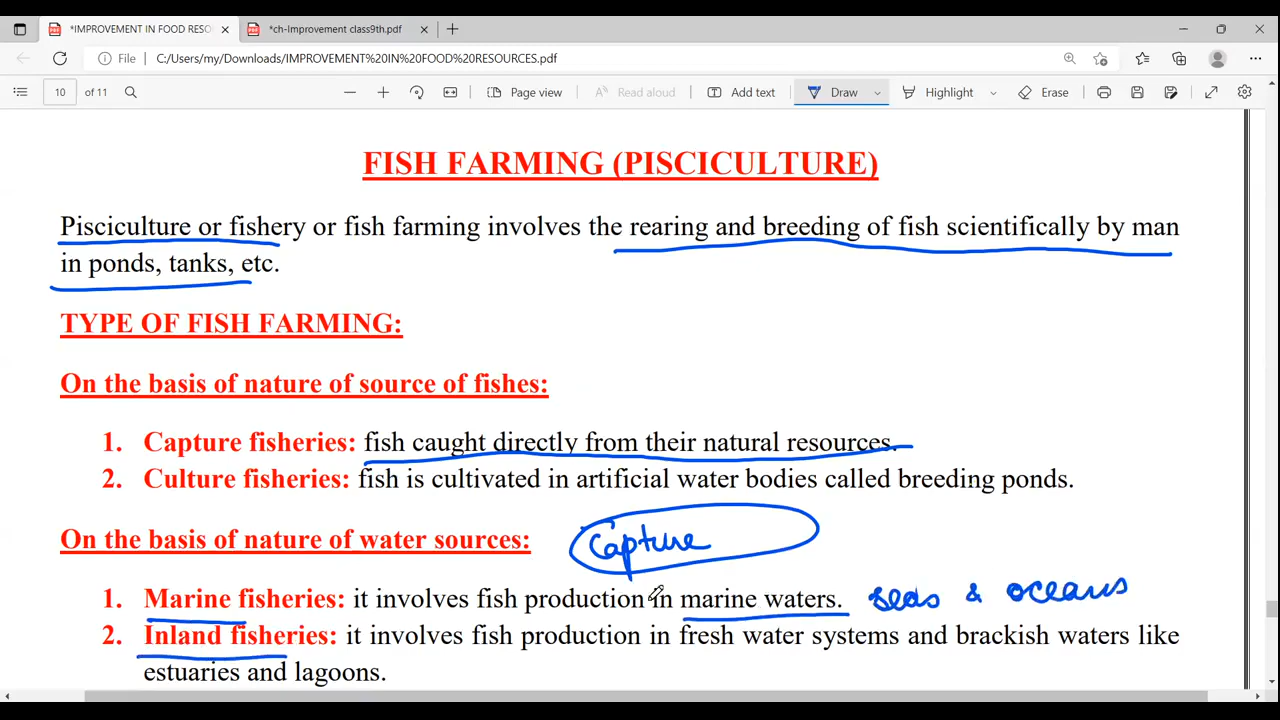 *IMPROVEMENT IN FOOD RESO
*ch-Improvement class9th.pdf
File C:/Users/my/Downloads/IMPROVEMENT%20IN%20FOOD%20RESOURCES.pdf
10 of 11 Page view Read aloud Add text Draw Highlight Erase
FISH FARMING (PISCICULTURE)
Pisciculture or fishery or fish farming involves the rearing and breeding of fish scientifically by man
in ponds, tanks, etc.
TYPE OF FISH FARMING:
On the basis of nature of source of fishes:
1. Capture fisheries: fish caught directly from their natural resources.
2. Culture fisheries: fish is cultivated in artificial water bodies called breeding ponds.
On the basis of nature of water sources: Capture
1. Marine fisheries: it involves fish production in marine waters. seas & oceans
2. Inland fisheries: it involves fish production in fresh water systems and brackish waters like
estuaries and lagoons.